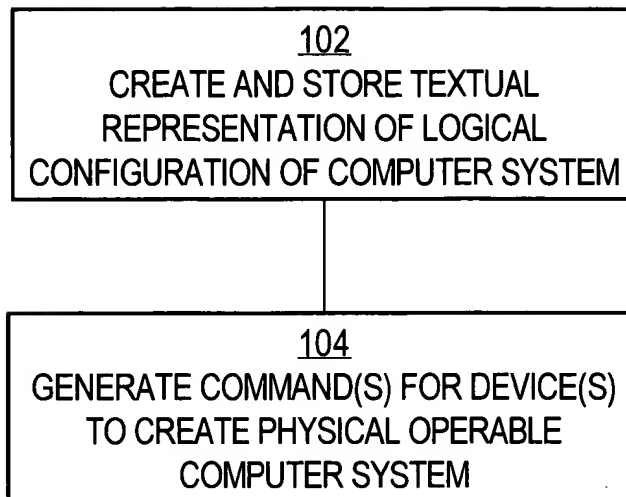 102
CREATE AND STORE TEXTUAL
REPRESENTATION OF LOGICAL
CONFIGURATION OF COMPUTER SYSTEM
104
GENERATE COMMAND(S) FOR DEVICE(S)
TO CREATE PHYSICAL OPERABLE
COMPUTER SYSTEM